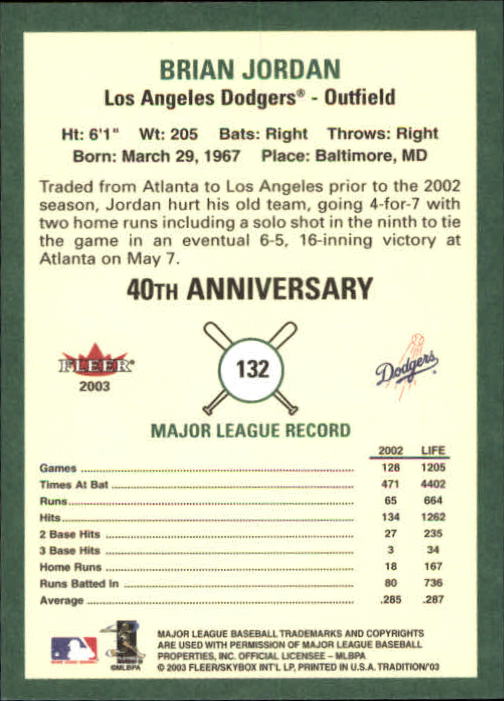 BRIAN JORDAN
Los Angeles Dodgers® - Outfield
Ht: 6'1" Wt: 205 Bats: Right Throws: Right
Born: March 29, 1967 Place: Baltimore, MD
Traded from Atlanta to Los Angeles prior to the 2002
season, Jordan hurt his old team, going 4-for-7 with
two home runs including a solo shot in the ninth to tie
the game in an eventual 6-5, 16-inning victory at
Atlanta on May 7.
40TH ANNIVERSARY
FLEER®
2003
132
Dodgers
MAJOR LEAGUE RECORD
2002 LIFE
Games 128 1205
Times At Bat 471 4402
Runs 65 664
Hits 134 1262
2 Base Hits 27 235
3 Base Hits 3 34
Home Runs 18 167
Runs Batted In 80 736
Average .285 .287
MAJOR LEAGUE BASEBALL TRADEMARKS AND COPYRIGHTS
ARE USED WITH PERMISSION OF MAJOR LEAGUE BASEBALL
PROPERTIES, INC. OFFICIAL LICENSEE – MLBPA
© 2003 FLEER/SKYBOX INT'L LP, PRINTED IN U.S.A. TRADITION/'03
©MLBPA